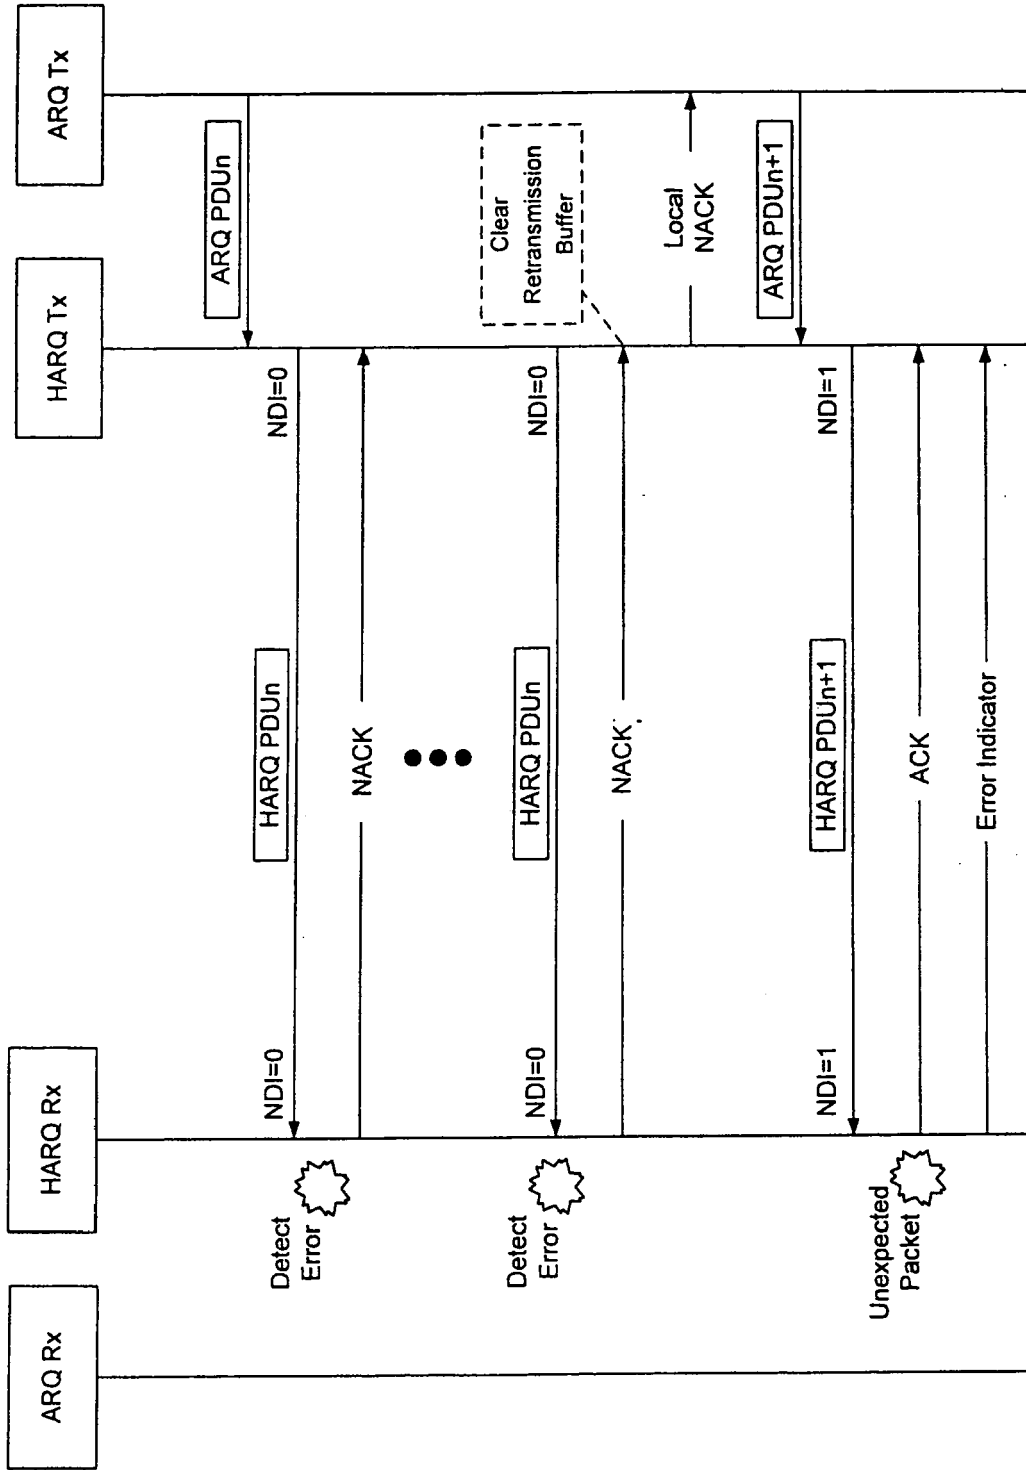 ARQ Rx
HARQ Rx
HARQ Tx
ARQ Tx
ARQ PDUn
NDI=0
HARQ PDUn
NDI=0
Detect
Error
NACK
NDI=0
HARQ PDUn
NDI=0
Detect
Error
NACK
Clear
Retransmission
Buffer
Local
NACK
ARQ PDUn+1
NDI=1
HARQ PDUn+1
NDI=1
Unexpected
Packet
ACK
Error Indicator